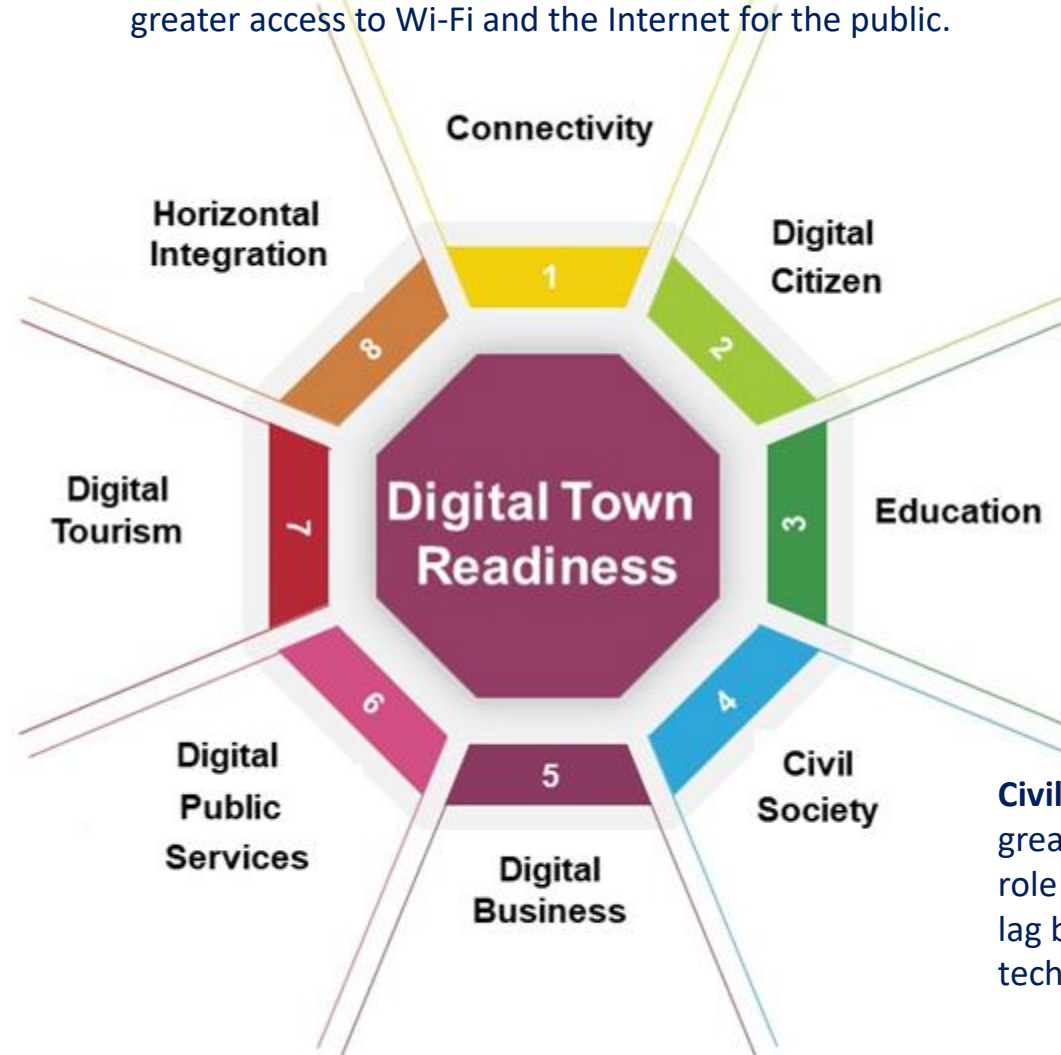 greater access to Wi-Fi and the Internet for the public.
Connectivity
Horizontal
Integration
Digital
Citizen
1
8
2
Digital Town
Readiness
Digital
Tourism
7
3
Education
6
4
5
Digital
Public
Services
Civil
Society
Digital
Business
Civil
grea
role
lag b
tech